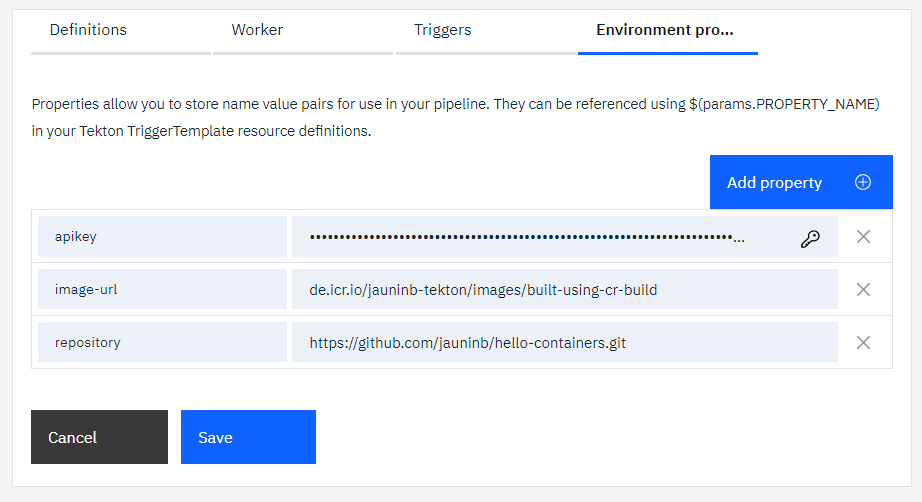 Definitions
Worker
Triggers
Environment pro...
Properties allow you to store name value pairs for use in your pipeline. They can be referenced using $(params.PROPERTY_NAME)
in your Tekton TriggerTemplate resource definitions.
Add property
apikey
••••••••••••••••••••••••••••••••••••••••••••••••••••••••••••••••••••••••...
image-url
de.icr.io/jauninb-tekton/images/built-using-cr-build
repository
https://github.com/jauninb/hello-containers.git
Cancel
Save